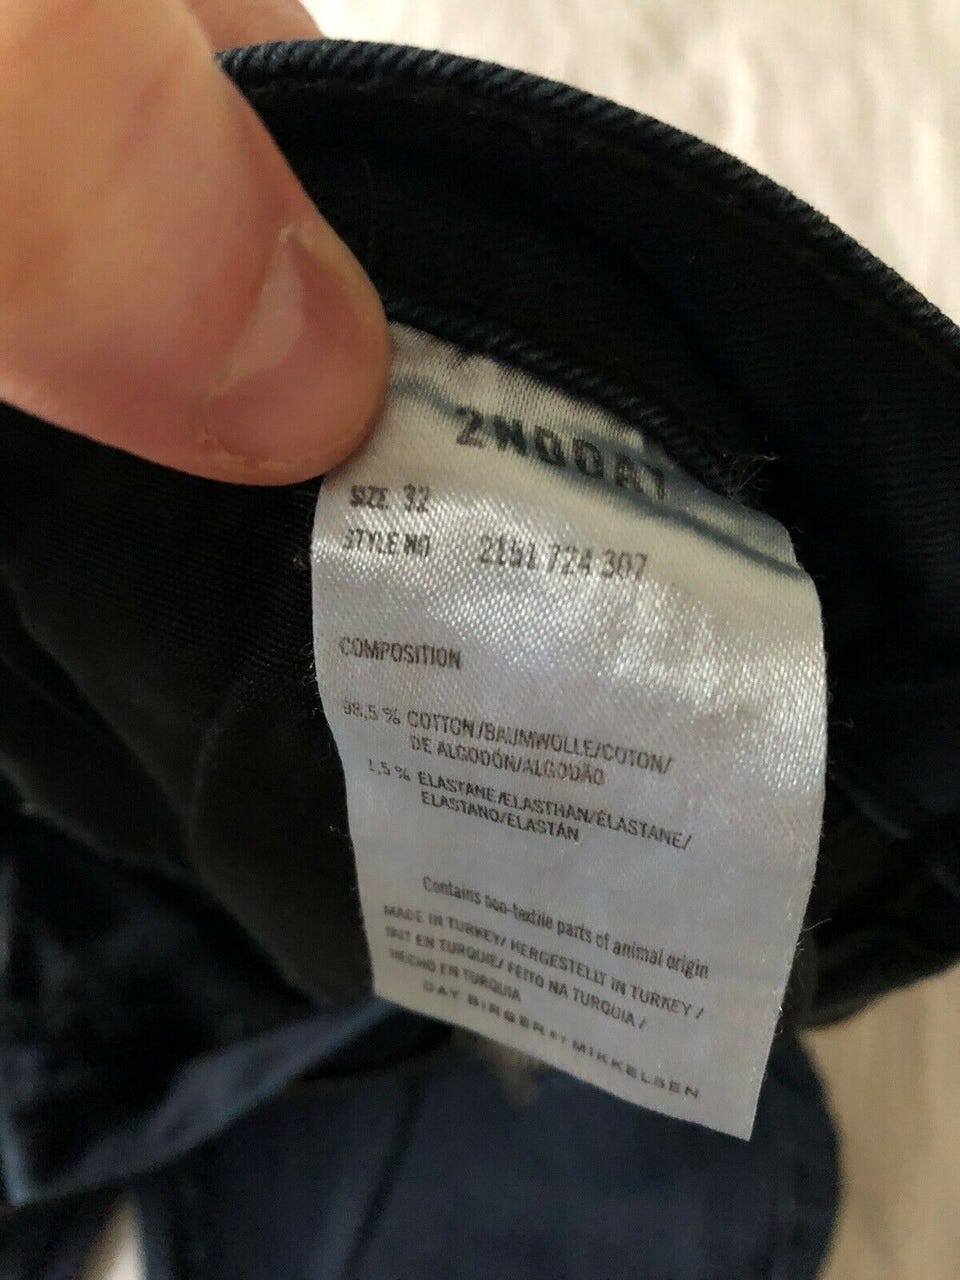 2NDDAY
SIZE 32
STYLE NO 2151 724 307
COMPOSITION
98,5 % COTTON/BAUMWOLLE/COTON/
DE ALGODÓN/ALGODÃO
1,5 % ELASTANE/ELASTHAN/ÉLASTANE/
ELASTANO/ELASTÁN
Contains non-textile parts of animal origin
MADE IN TURKEY/ HERGESTELLT IN TURKEY /
FAIT EN TURQUIE/ FEITO NA TURQUIA /
HECHO EN TURQUIA
DAY BIRGER ET MIKKELSEN